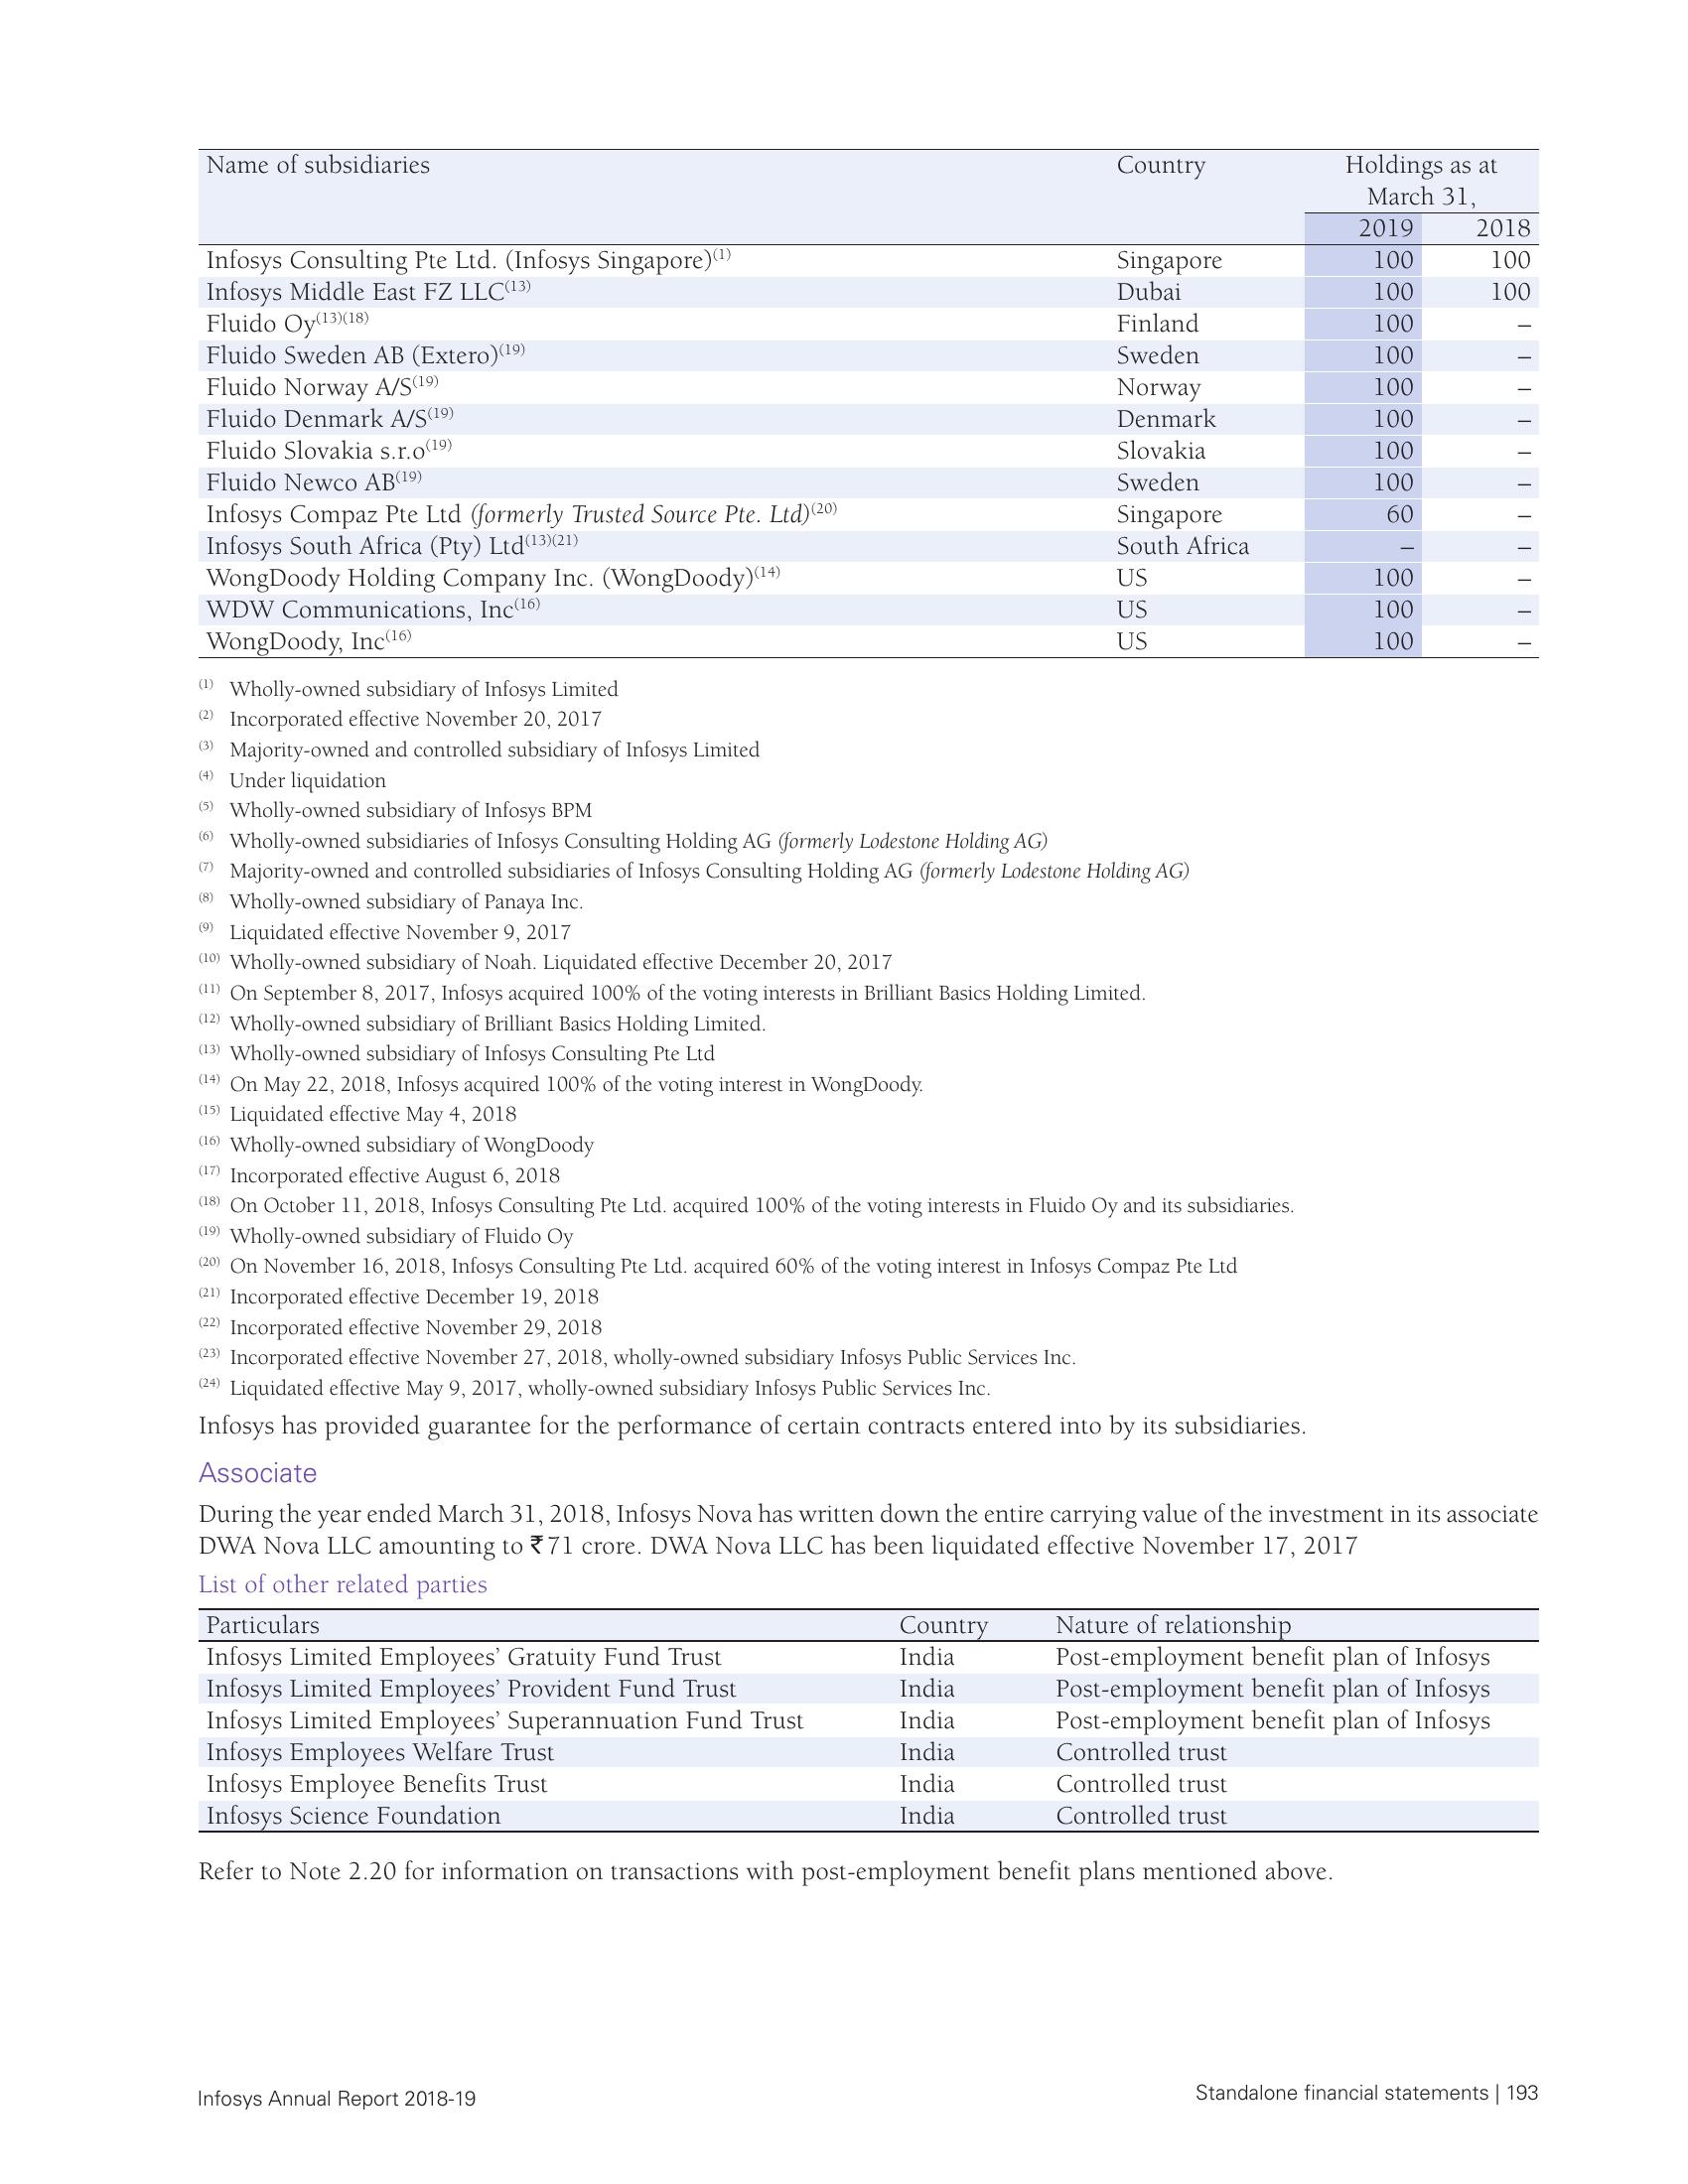 Name of subsidiaries Country Holdings as at
March 31,
2019 2018
Infosys Consulting Pte Ltd. (Infosys Singapore)(1) Singapore 100 100
Infosys Middle East FZ LLC(13) Dubai 100 100
Fluido Oy(13)(18) Finland 100 –
Fluido Sweden AB (Extero)(19) Sweden 100 –
Fluido Norway A/S(19) Norway 100 –
Fluido Denmark A/S(19) Denmark 100 –
Fluido Slovakia s.r.o(19) Slovakia 100 –
Fluido Newco AB(19) Sweden 100 –
Infosys Compaz Pte Ltd (formerly Trusted Source Pte. Ltd)(20) Singapore 60 –
Infosys South Africa (Pty) Ltd(13)(21) South Africa – –
WongDoody Holding Company Inc. (WongDoody)(14) US 100 –
WDW Communications, Inc(16) US 100 –
WongDoody, Inc(16) US 100 –
(1) Wholly-owned subsidiary of Infosys Limited
(2) Incorporated effective November 20, 2017
(3) Majority-owned and controlled subsidiary of Infosys Limited
(4) Under liquidation
(5) Wholly-owned subsidiary of Infosys BPM
(6) Wholly-owned subsidiaries of Infosys Consulting Holding AG (formerly Lodestone Holding AG)
(7) Majority-owned and controlled subsidiaries of Infosys Consulting Holding AG (formerly Lodestone Holding AG)
(8) Wholly-owned subsidiary of Panaya Inc.
(9) Liquidated effective November 9, 2017
(10) Wholly-owned subsidiary of Noah. Liquidated effective December 20, 2017
(11) On September 8, 2017, Infosys acquired 100% of the voting interests in Brilliant Basics Holding Limited.
(12) Wholly-owned subsidiary of Brilliant Basics Holding Limited.
(13) Wholly-owned subsidiary of Infosys Consulting Pte Ltd
(14) On May 22, 2018, Infosys acquired 100% of the voting interest in WongDoody.
(15) Liquidated effective May 4, 2018
(16) Wholly-owned subsidiary of WongDoody
(17) Incorporated effective August 6, 2018
(18) On October 11, 2018, Infosys Consulting Pte Ltd. acquired 100% of the voting interests in Fluido Oy and its subsidiaries.
(19) Wholly-owned subsidiary of Fluido Oy
(20) On November 16, 2018, Infosys Consulting Pte Ltd. acquired 60% of the voting interest in Infosys Compaz Pte Ltd
(21) Incorporated effective December 19, 2018
(22) Incorporated effective November 29, 2018
(23) Incorporated effective November 27, 2018, wholly-owned subsidiary Infosys Public Services Inc.
(24) Liquidated effective May 9, 2017, wholly-owned subsidiary Infosys Public Services Inc.
Infosys has provided guarantee for the performance of certain contracts entered into by its subsidiaries.
Associate
During the year ended March 31, 2018, Infosys Nova has written down the entire carrying value of the investment in its associate
DWA Nova LLC amounting to ₹71 crore. DWA Nova LLC has been liquidated effective November 17, 2017
List of other related parties
Particulars Country Nature of relationship
Infosys Limited Employees’ Gratuity Fund Trust India Post-employment benefit plan of Infosys
Infosys Limited Employees’ Provident Fund Trust India Post-employment benefit plan of Infosys
Infosys Limited Employees’ Superannuation Fund Trust India Post-employment benefit plan of Infosys
Infosys Employees Welfare Trust India Controlled trust
Infosys Employee Benefits Trust India Controlled trust
Infosys Science Foundation India Controlled trust
Refer to Note 2.20 for information on transactions with post-employment benefit plans mentioned above.
Infosys Annual Report 2018-19 Standalone financial statements | 193